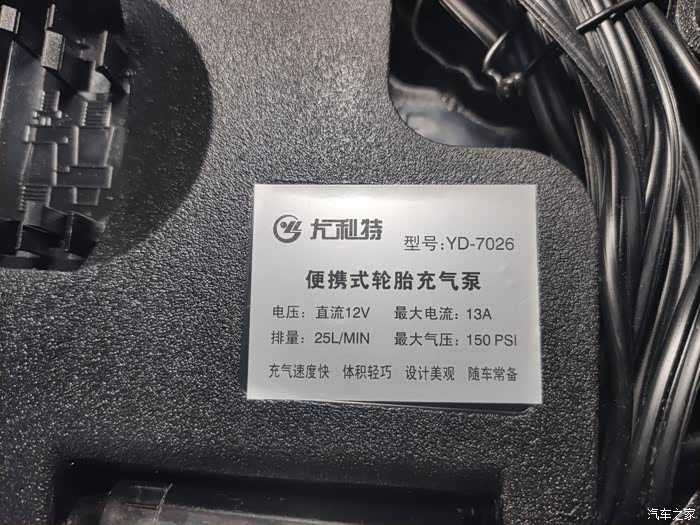 尤利特 型号:YD-7026
便携式轮胎充气泵
电压: 直流12V 最大电流: 13A
排量: 25L/MIN 最大气压: 150 PSI
充气速度快 体积轻巧 设计美观 随车常备
汽车之家